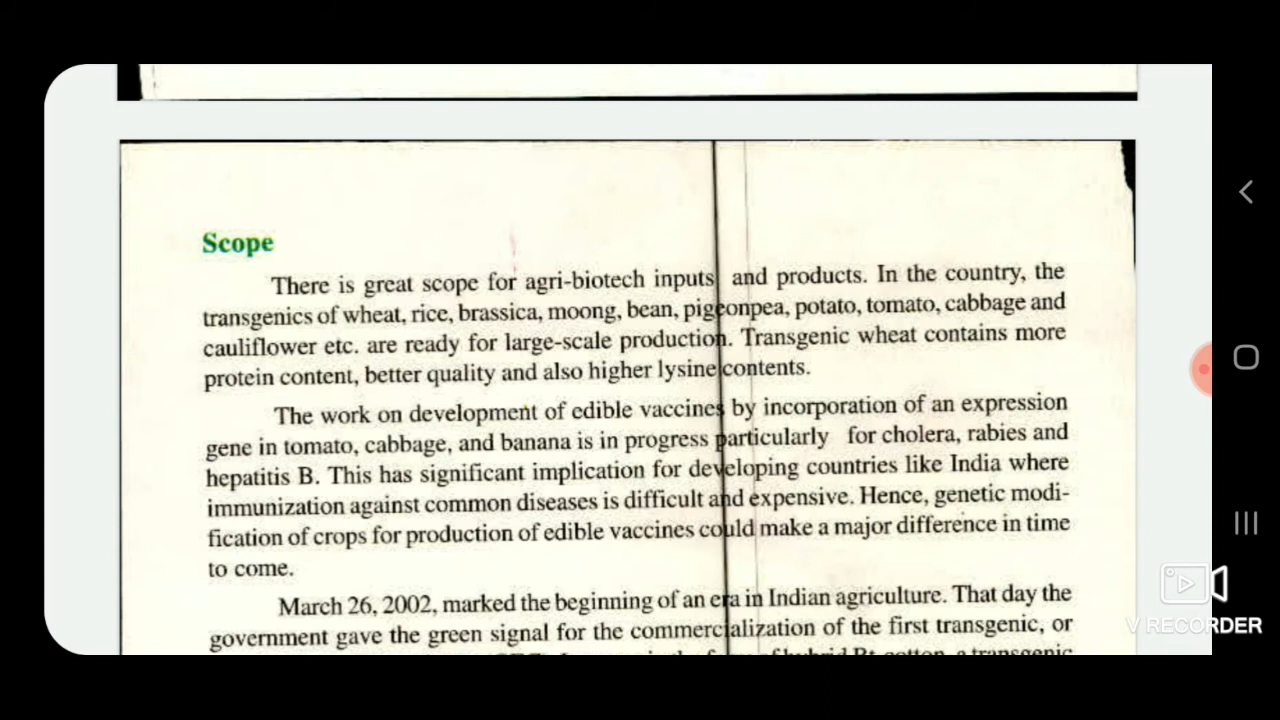 Scope
There is great scope for agri-biotech inputs and products. In the country, the
transgenics of wheat, rice, brassica, moong, bean, pigeonpea, potato, tomato, cabbage and
cauliflower etc. are ready for large-scale production. Transgenic wheat contains more
protein content, better quality and also higher lysine contents.
The work on development of edible vaccines by incorporation of an expression
gene in tomato, cabbage, and banana is in progress particularly for cholera, rabies and
hepatitis B. This has significant implication for developing countries like India where
immunization against common diseases is difficult and expensive. Hence, genetic modi-
fication of crops for production of edible vaccines could make a major difference in time
to come.
March 26, 2002, marked the beginning of an era in Indian agriculture. That day the
government gave the green signal for the commercialization of the first transgenic, or
hybrid Bt cotton, a transgenic
V RECORDER